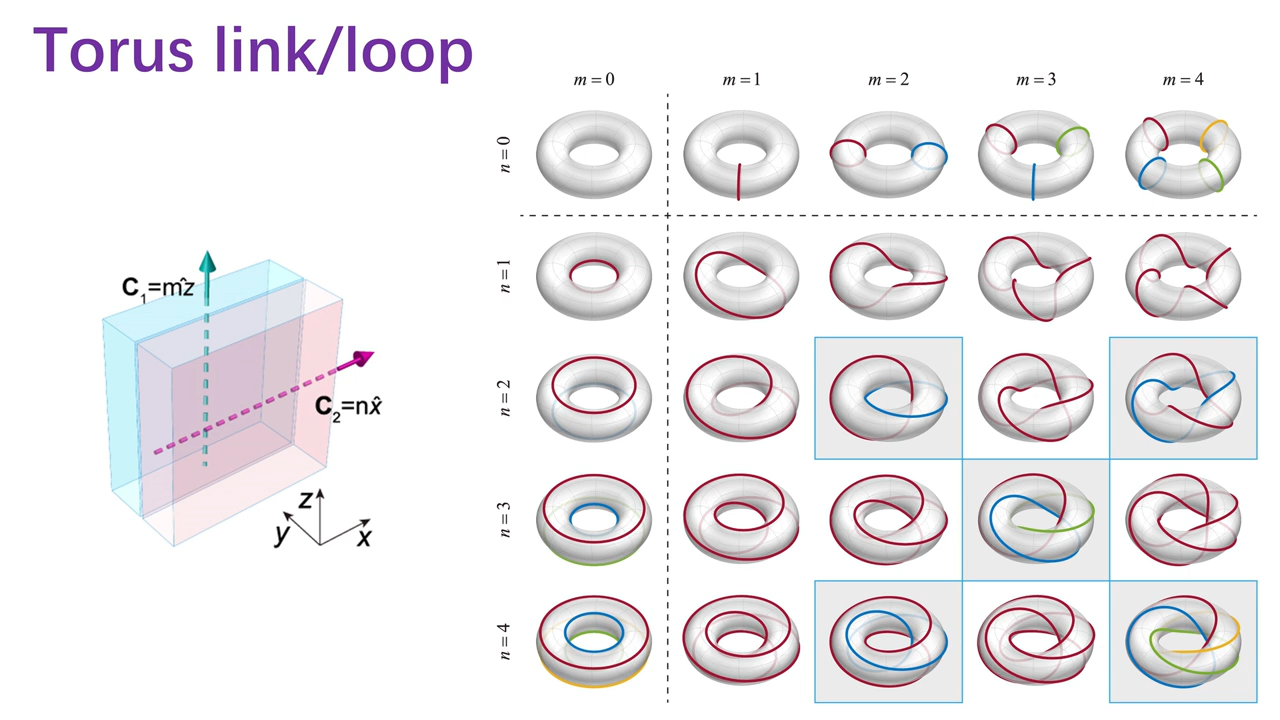 Torus link/loop
m = 0
m = 1
m = 2
m = 3
m = 4
n = 0
n = 1
n = 2
n = 3
n = 4
C₁=mẑ
C₂=nx̂
z
y
x